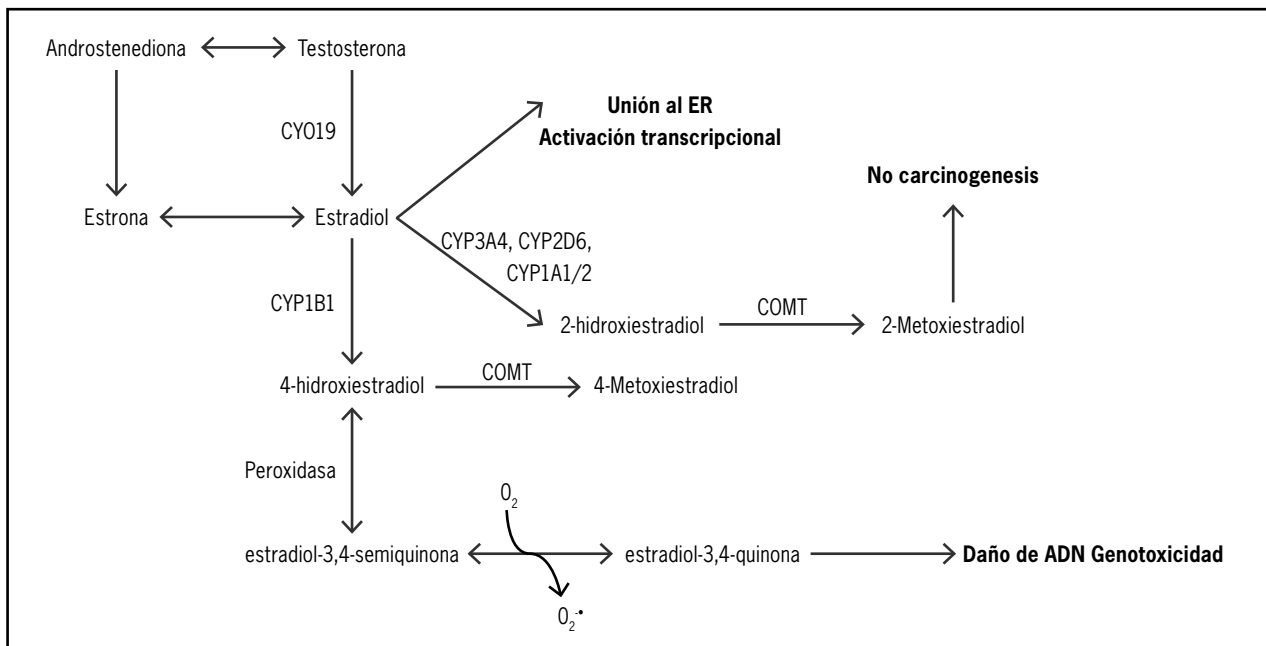 Androstenediona
Testosterona
CYO19
Unión al ER
Activación transcripcional
No carcinogenesis
Estrona
Estradiol
CYP3A4, CYP2D6,
CYP1A1/2
CYP1B1
2-hidroxiestradiol
COMT
2-Metoxiestradiol
4-hidroxiestradiol
COMT
4-Metoxiestradiol
Peroxidasa
O₂
estradiol-3,4-semiquinona
estradiol-3,4-quinona
Daño de ADN Genotoxicidad
O₂⁻•